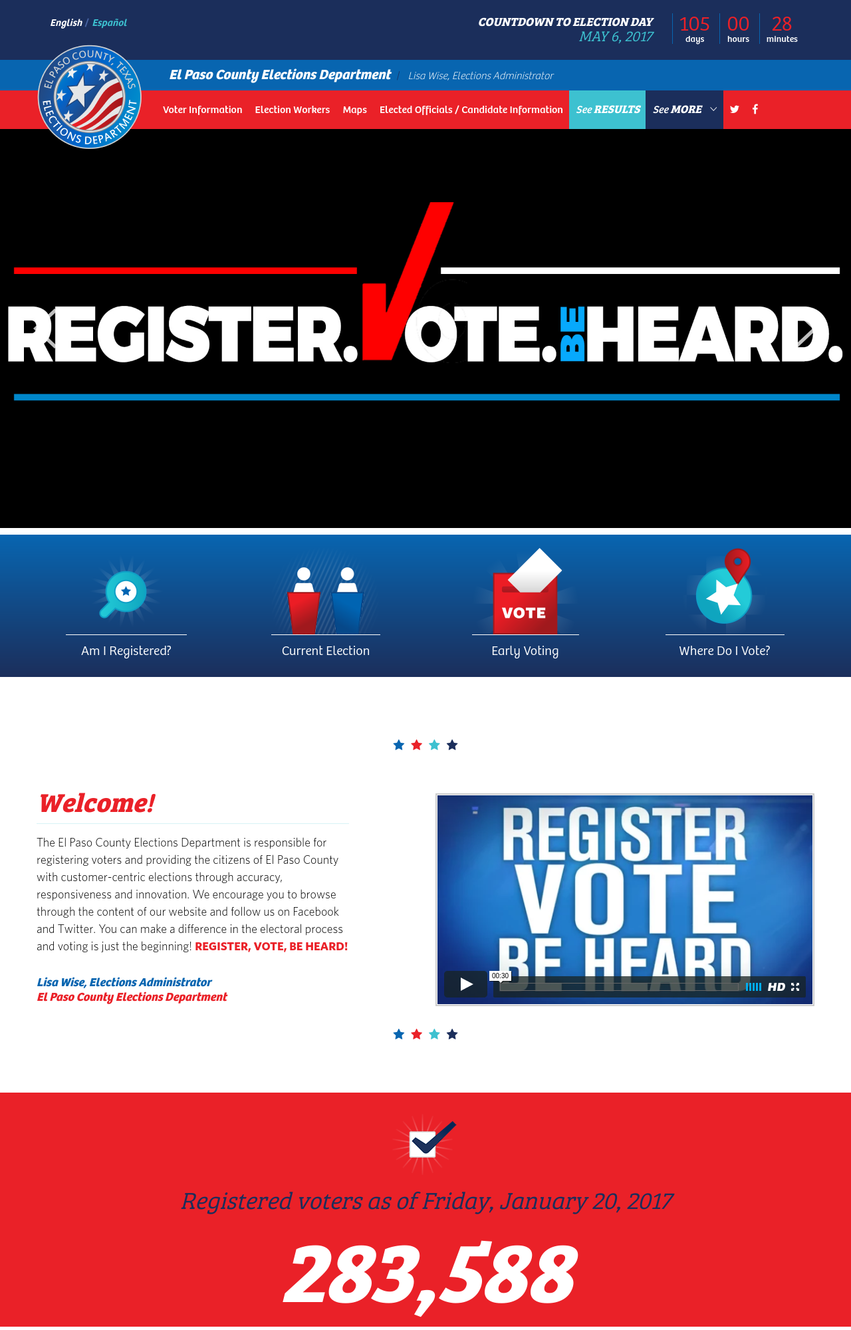 English / Español
COUNTDOWN TO ELECTION DAY
MAY 6, 2017
105 days
00 hours
28 minutes
EL PASO COUNTY, TEXAS
ELECTIONS DEPARTMENT
El Paso County Elections Department | Lisa Wise, Elections Administrator
Voter Information Election Workers Maps Elected Officials / Candidate Information See RESULTS See MORE
REGISTER. VOTE. BE HEARD.
VOTE
Am I Registered? Current Election Early Voting Where Do I Vote?
Welcome!
The El Paso County Elections Department is responsible for
registering voters and providing the citizens of El Paso County
with customer-centric elections through accuracy,
responsiveness and innovation. We encourage you to browse
through the content of our website and follow us on Facebook
and Twitter. You can make a difference in the electoral process
and voting is just the beginning! REGISTER, VOTE, BE HEARD!
Lisa Wise, Elections Administrator
El Paso County Elections Department
REGISTER
VOTE
BE HEARD
00:30
HD
Registered voters as of Friday, January 20, 2017
283,588